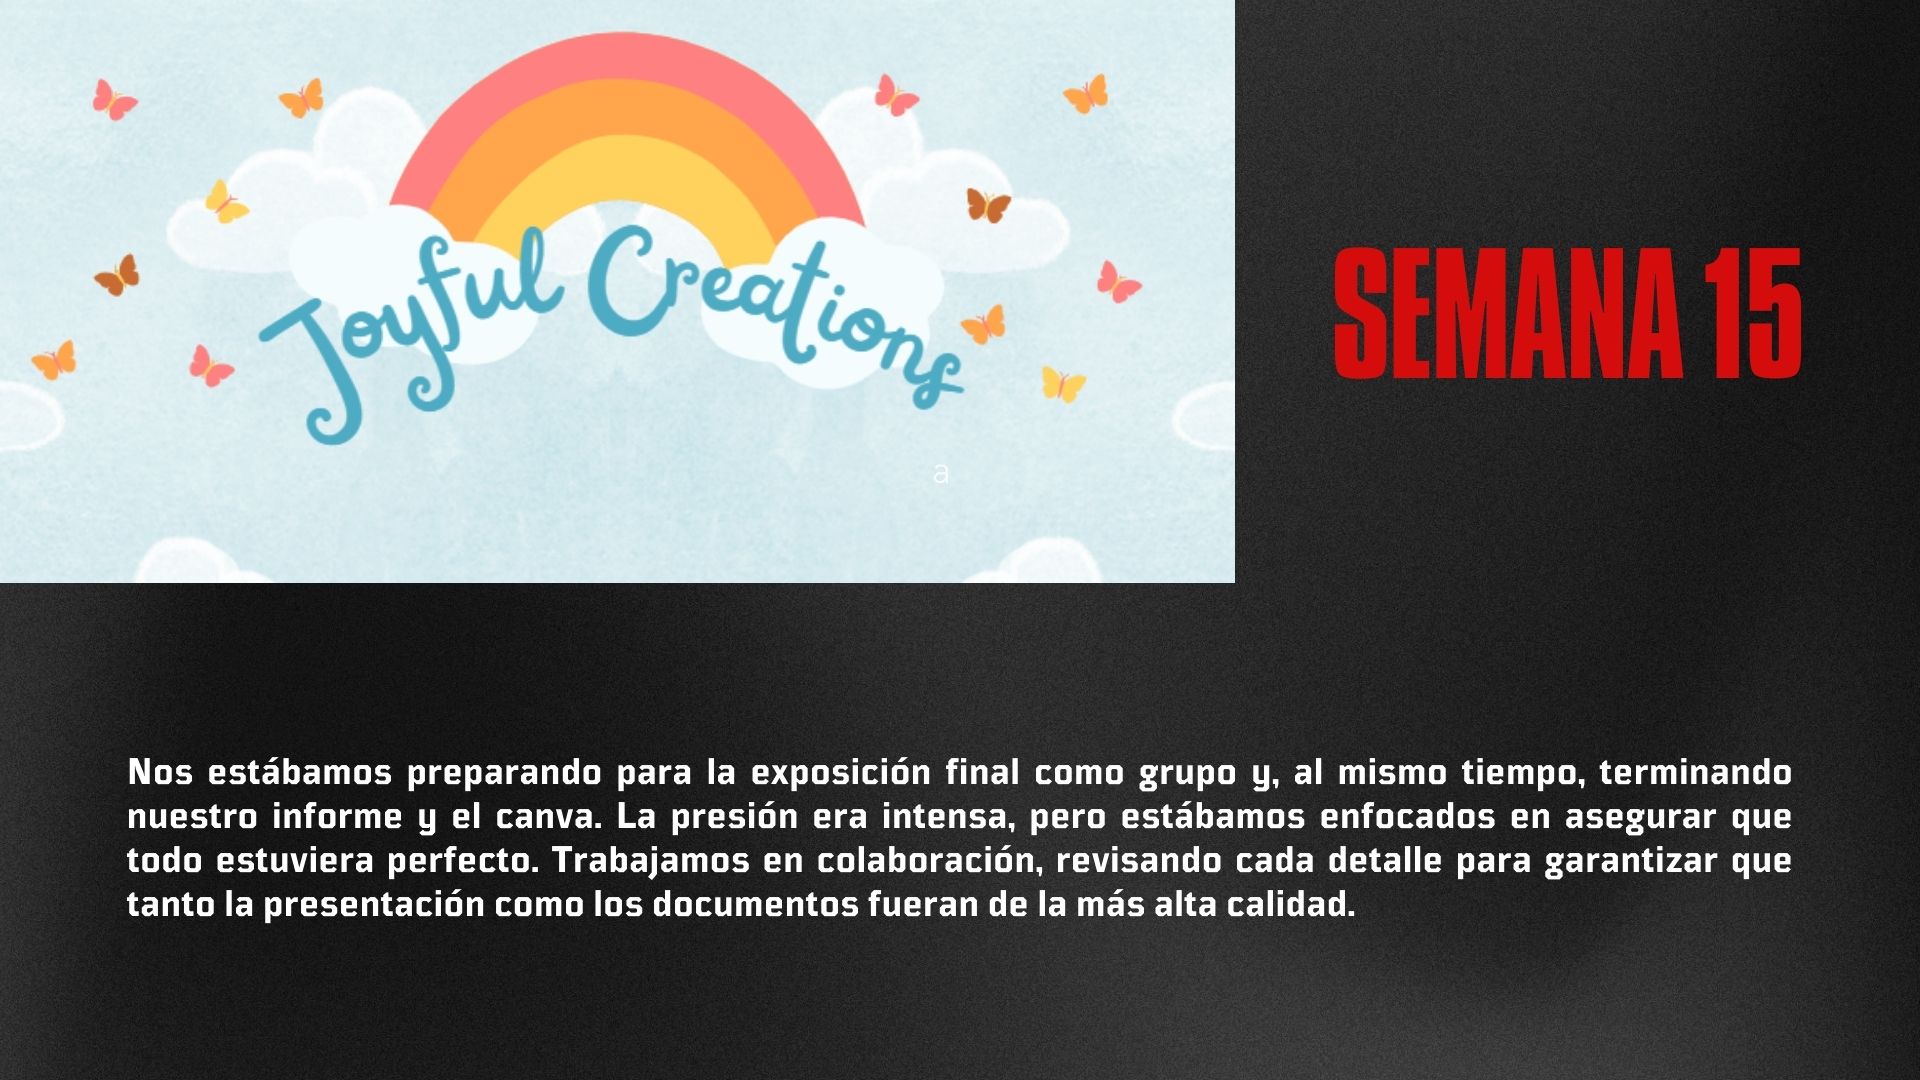 Joyful Creations
a
SEMANA 15
Nos estábamos preparando para la exposición final como grupo y, al mismo tiempo, terminando
nuestro informe y el canva. La presión era intensa, pero estábamos enfocados en asegurar que
todo estuviera perfecto. Trabajamos en colaboración, revisando cada detalle para garantizar que
tanto la presentación como los documentos fueran de la más alta calidad.